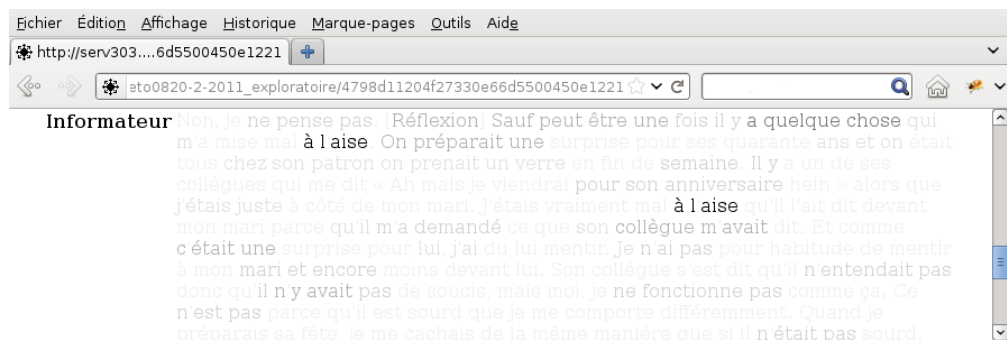 Fichier Édition Affichage Historique Marque-pages Outils Aide
http://serv303....6d5500450e1221
eto0820-2-2011_exploratoire/4798d11204f27330e66d5500450e1221
Informateur Non, je ne pense pas. [Réflexion] Sauf peut être une fois il y a quelque chose qui
m'a mise mal à l aise. On préparait une surprise pour ses quarante ans et on était
tous chez son patron on prenait un verre en fin de semaine. Il y a un de ses
collègues qui me dit « Ah mais je viendrai pour son anniversaire hein » alors que
j'étais juste à côté de mon mari. J'étais vraiment mal à l aise qu'il l'ait dit devant
mon mari parce qu'il m'a demandé ce que son collègue m avait dit. Et comme
c était une surprise pour lui, j'ai du lui mentir. Je n'ai pas pour habitude de mentir
à mon mari et encore moins devant lui. Son collègue s'est dit qu'il n'entendait pas
donc qu'il n y avait pas de soucis, mais moi, je ne fonctionne pas comme ça. Ce
n'est pas parce qu'il est sourd que je me comporte différemment. Quand je
préparais sa fête, je me cachais de la même manière que si il n'était pas sourd.